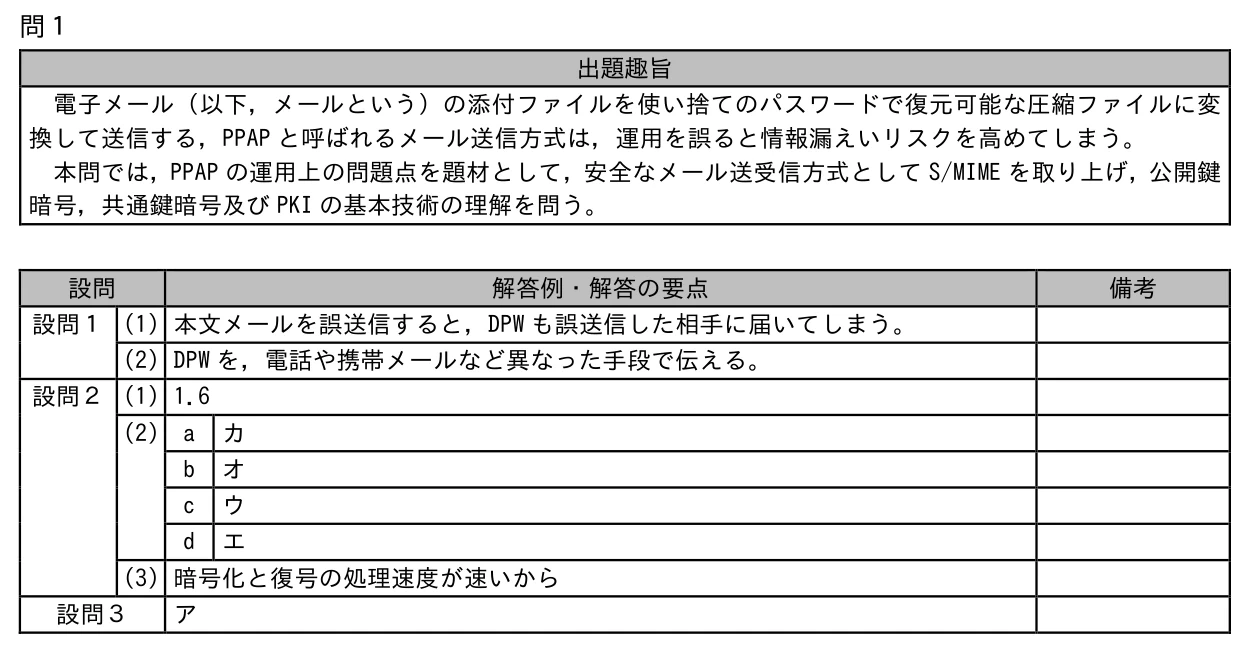 問1
出題趣旨
電子メール（以下，メールという）の添付ファイルを使い捨てのパスワードで復元可能な圧縮ファイルに変
換して送信する，PPAP と呼ばれるメール送信方式は，運用を誤ると情報漏えいリスクを高めてしまう。
本問では，PPAP の運用上の問題点を題材として，安全なメール送受信方式として S/MIME を取り上げ，公開鍵
暗号，共通鍵暗号及び PKI の基本技術の理解を問う。
設問 解答例・解答の要点 備考
設問1 (1) 本文メールを誤送信すると，DPW も誤送信した相手に届いてしまう。
(2) DPW を，電話や携帯メールなど異なった手段で伝える。
設問2 (1) 1.6
(2) a カ
b オ
c ウ
d エ
(3) 暗号化と復号の処理速度が速いから
設問3 ア